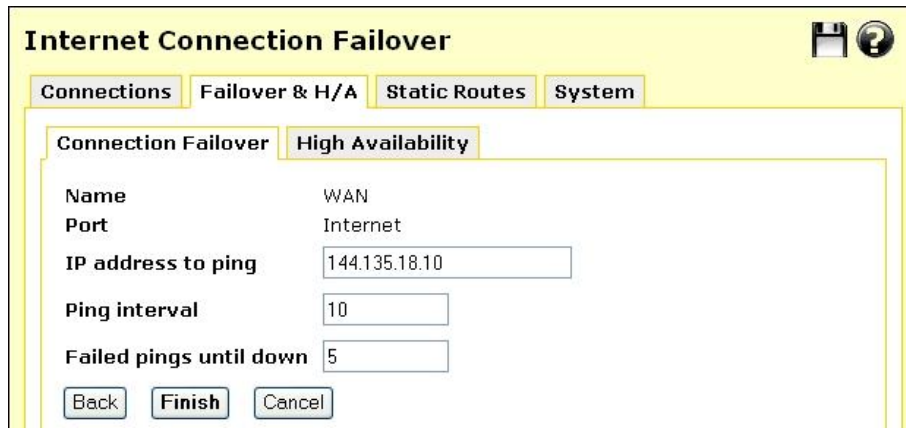 Internet Connection Failover
Connections Failover & H/A Static Routes System
Connection Failover High Availability
Name WAN
Port Internet
IP address to ping 144.135.18.10
Ping interval 10
Failed pings until down 5
Back Finish Cancel